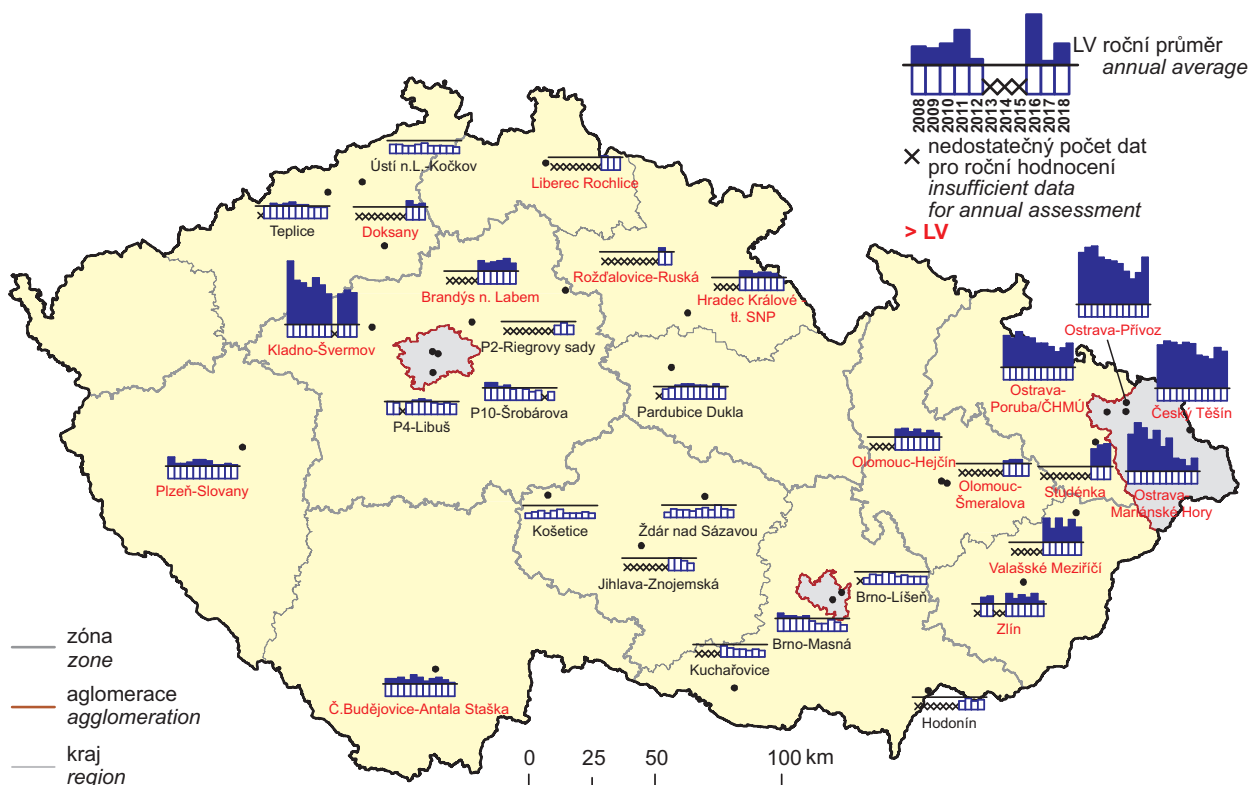 LV roční průměr
annual average
2008
2009
2010
2011
2012
2013
2014
2015
2016
2017
2018
nedostatečný počet dat
pro roční hodnocení
insufficient data
for annual assessment
> LV
Ústí n.L.-Kočkov
Liberec Rochlice
Teplice
Doksany
Rožďalovice-Ruská
Brandýs n. Labem
Hradec Králové
tř. SNP
Ostrava-Přívoz
Kladno-Švermov
P2-Riegrovy sady
P10-Šrobárova
P4-Libuš
Pardubice Dukla
Ostrava-
Poruba/ČHMÚ
Český Těšín
Plzeň-Slovany
Olomouc-Hejčín
Olomouc-
Šmeralova
Studénka
Ostrava-
Mariánské Hory
Košetice
Ždár nad Sázavou
Jihlava-Znojemská
Valašské Meziříčí
Brno-Líšeň
Zlín
Brno-Masná
Kuchařovice
Č.Budějovice-Antala Staška
Hodonín
zóna
zone
aglomerace
agglomeration
kraj
region
0 25 50 100 km